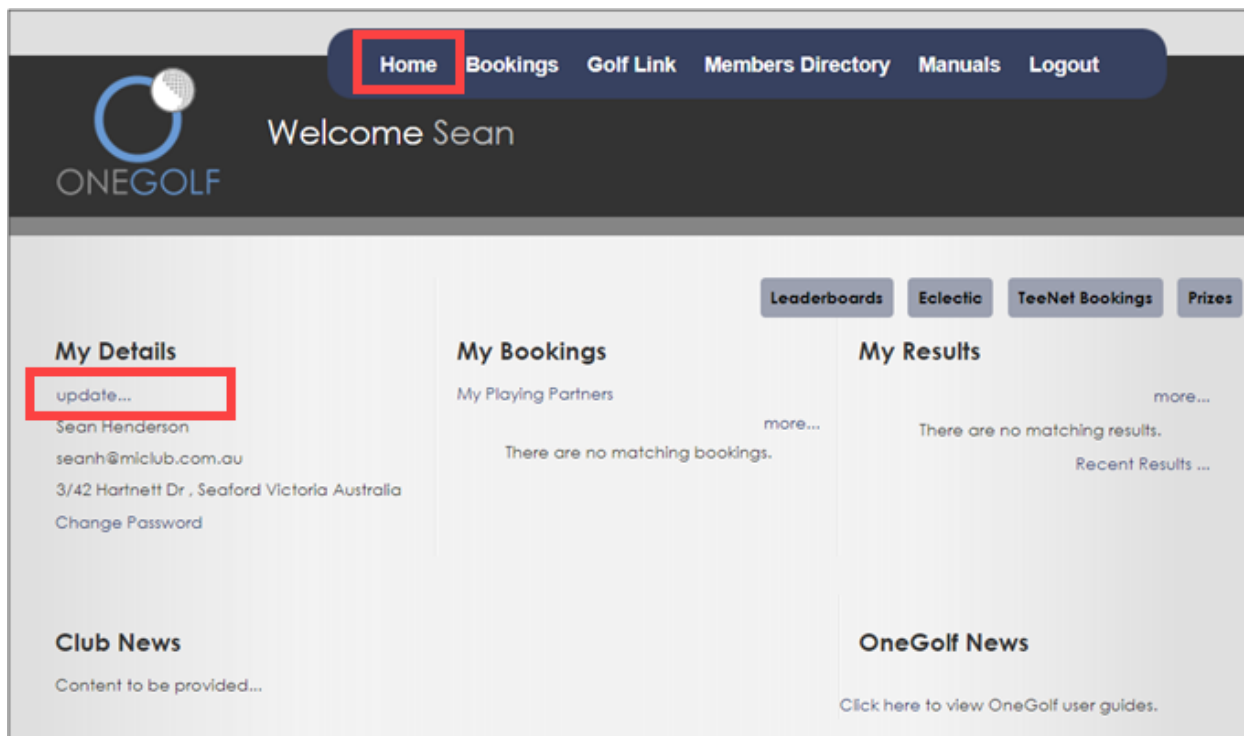 Home Bookings Golf Link Members Directory Manuals Logout
ONEGOLF
Welcome Sean
Leaderboards Eclectic TeeNet Bookings Prizes
My Details
update...
Sean Henderson
seanh@miclub.com.au
3/42 Hartnett Dr , Seaford Victoria Australia
Change Password
My Bookings
My Playing Partners
more...
There are no matching bookings.
My Results
more...
There are no matching results.
Recent Results ...
Club News
Content to be provided...
OneGolf News
Click here to view OneGolf user guides.